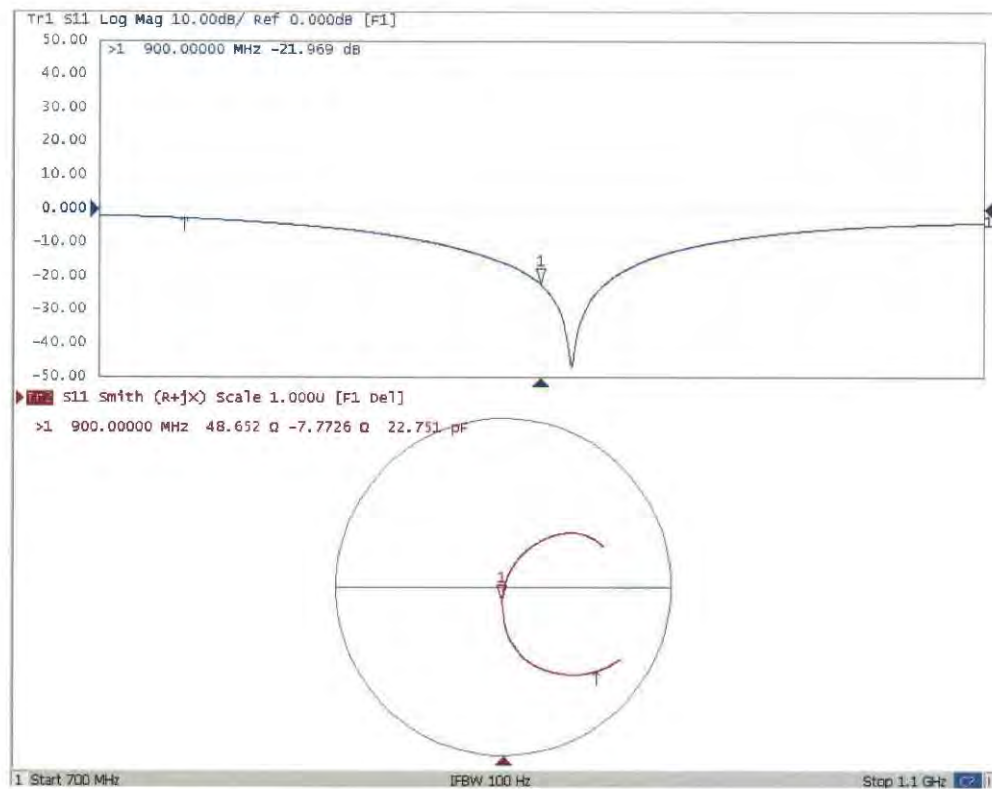 Tr1 S11 Log Mag 10.00dB/ Ref 0.000dB [F1]
50.00
>1 900.00000 MHz -21.969 dB
40.00
30.00
20.00
10.00
0.000
1
-10.00
1
-20.00
-30.00
-40.00
-50.00
Tr2 S11 Smith (R+jX) Scale 1.000U [F1 Del]
>1 900.00000 MHz 48.652 Ω -7.7726 Ω 22.751 pF
1
1 Start 700 MHz IFBW 100 Hz Stop 1.1 GHz C2